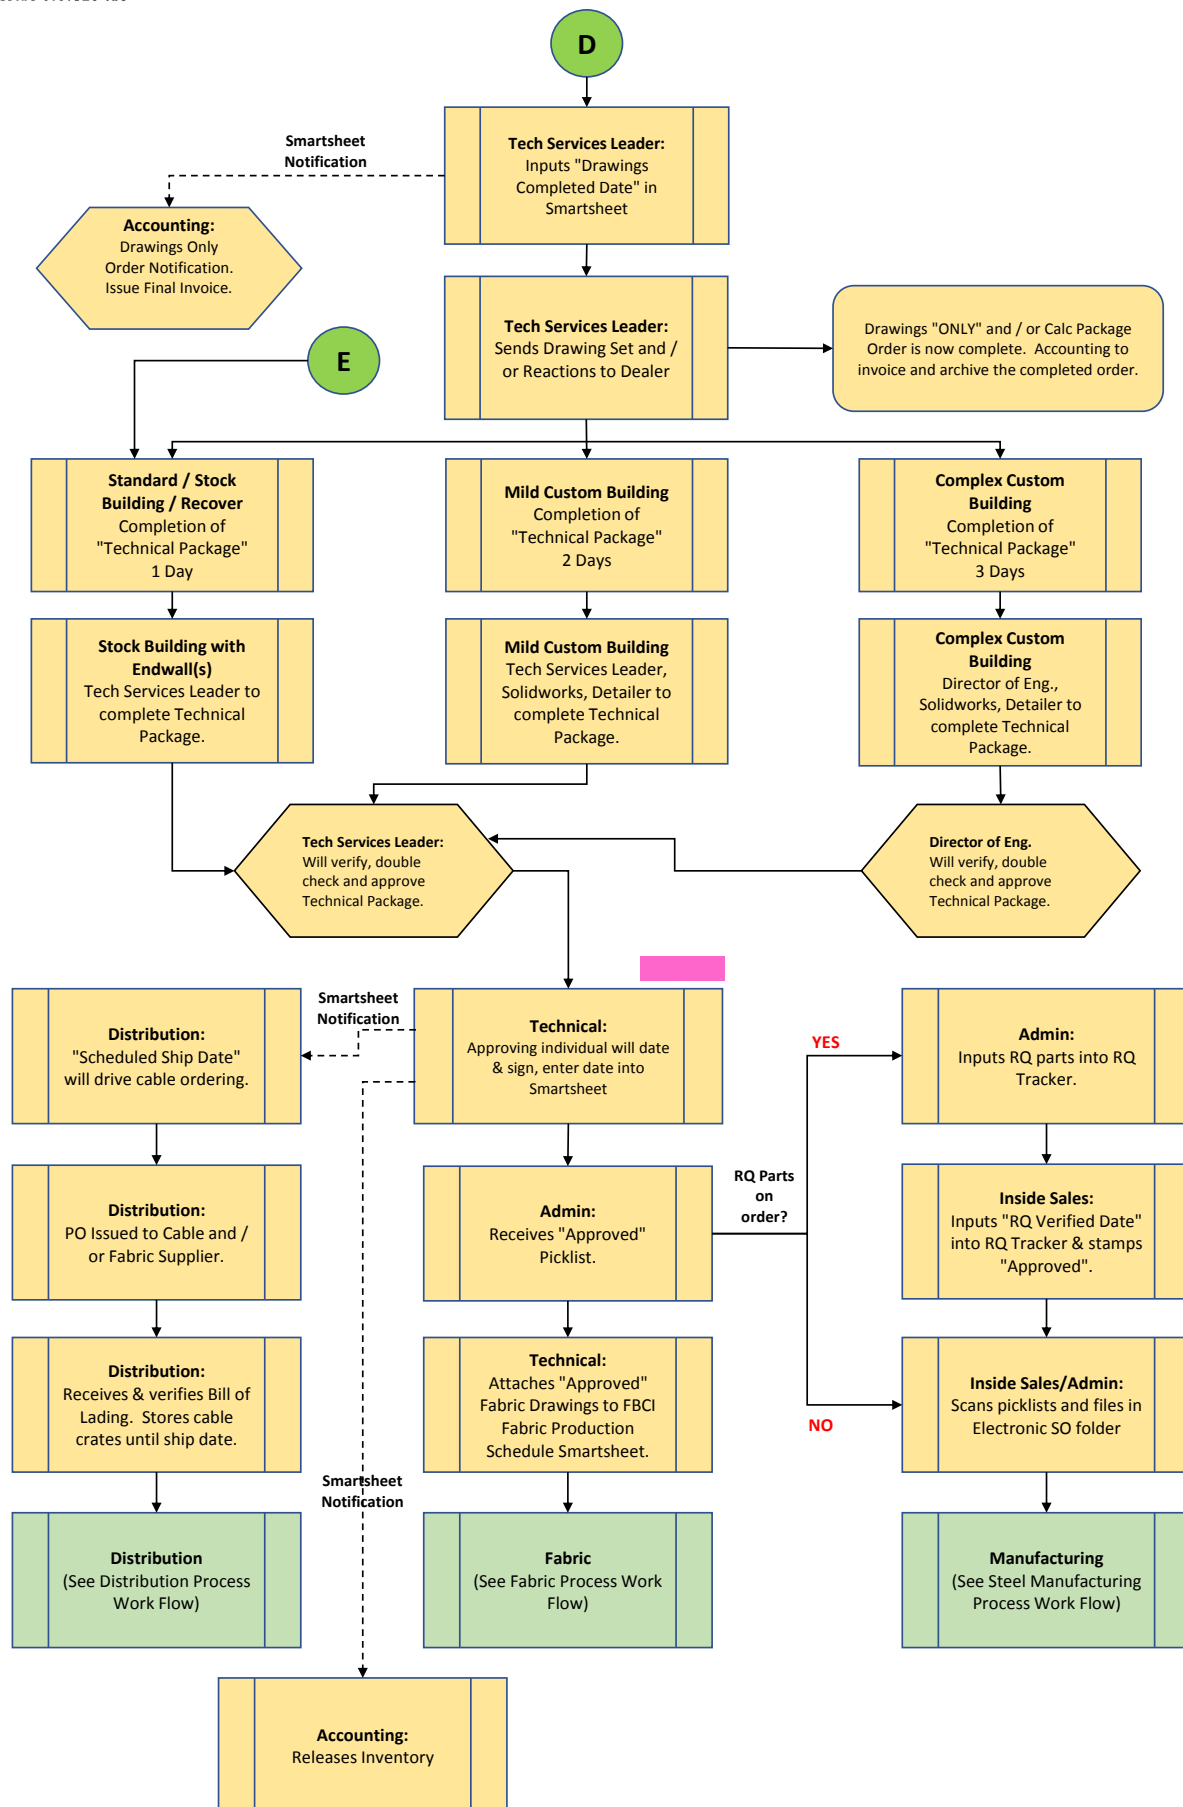 D
Smartsheet
Notification
Tech Services Leader:
Inputs "Drawings
Completed Date" in
Smartsheet
Accounting:
Drawings Only
Order Notification.
Issue Final Invoice.
Tech Services Leader:
Sends Drawing Set and /
or Reactions to Dealer
Drawings "ONLY" and / or Calc Package
Order is now complete.  Accounting to
invoice and archive the completed order.
E
Standard / Stock
Building / Recover
Completion of
"Technical Package"
1 Day
Mild Custom Building
Completion of
"Technical Package"
2 Days
Complex Custom
Building
Completion of
"Technical Package"
3 Days
Stock Building with
Endwall(s)
Tech Services Leader to
complete Technical
Package.
Mild Custom Building
Tech Services Leader,
Solidworks, Detailer to
complete Technical
Package.
Complex Custom
Building
Director of Eng.,
Solidworks, Detailer to
complete Technical
Package.
Tech Services Leader:
Will verify, double
check and approve
Technical Package.
Director of Eng.
Will verify, double
check and approve
Technical Package.
Distribution:
"Scheduled Ship Date"
will drive cable ordering.
Smartsheet
Notification
Technical:
Approving individual will date
& sign, enter date into
Smartsheet
YES
Admin:
Inputs RQ parts into RQ
Tracker.
Distribution:
PO Issued to Cable and /
or Fabric Supplier.
Admin:
Receives "Approved"
Picklist.
RQ Parts
on
order?
Inside Sales:
Inputs "RQ Verified Date"
into RQ Tracker & stamps
"Approved".
Distribution:
Receives & verifies Bill of
Lading.  Stores cable
crates until ship date.
Technical:
Attaches "Approved"
Fabric Drawings to FBCI
Fabric Production
Schedule Smartsheet.
NO
Inside Sales/Admin:
Scans picklists and files in
Electronic SO folder
Smartsheet
Notification
Distribution
(See Distribution Process
Work Flow)
Fabric
(See Fabric Process Work
Flow)
Manufacturing
(See Steel Manufacturing
Process Work Flow)
Accounting:
Releases Inventory